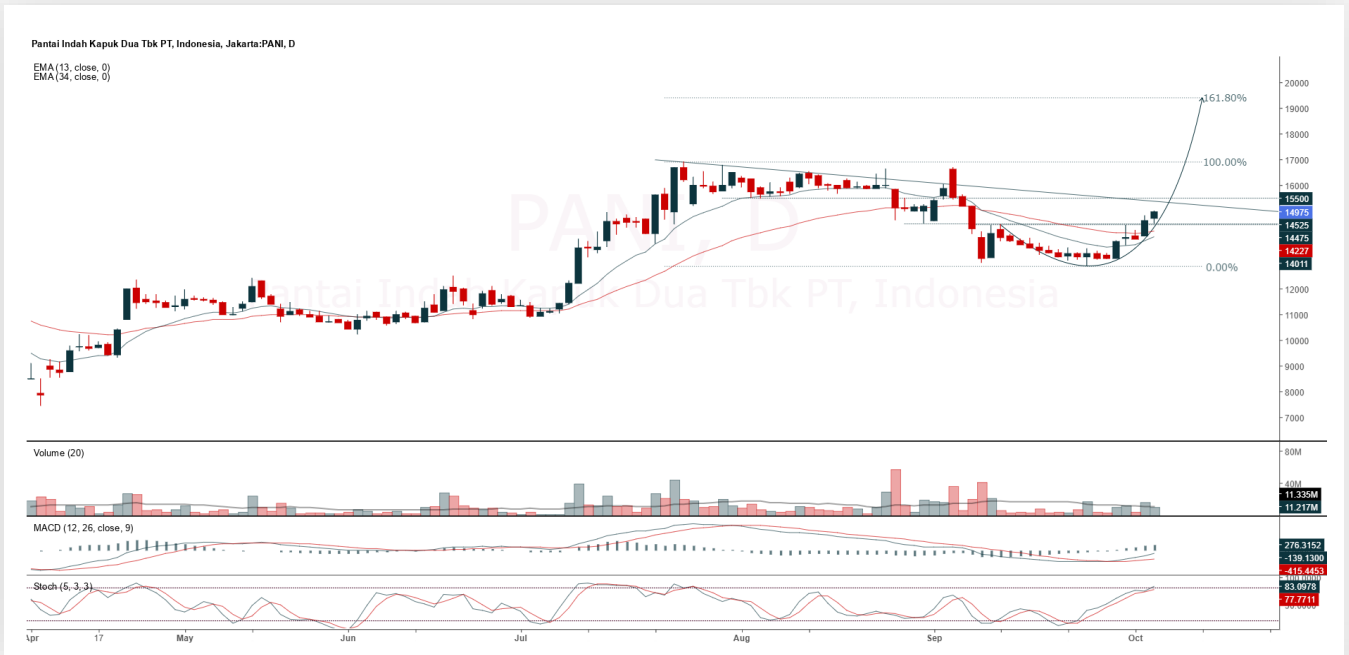 Pantai Indah Kapuk Dua Tbk PT, Indonesia, Jakarta:PANI, D
EMA (13, close, 0)
EMA (34, close, 0)
PANI, D
Pantai Indah Kapuk Dua Tbk PT, Indonesia
161.80%
100.00%
0.00%
20000
19000
18000
17000
16000
15500
14975
14525
14475
14227
14011
12000
11000
10000
9000
8000
7000
Volume (20)
80M
40M
11.335M
11.217M
MACD (12, 26, close, 9)
276.3152
-139.1300
-415.4453
Stoch (5, 3, 3)
83.0978
77.7711
Apr
17
May
Jun
Jul
Aug
Sep
Oct